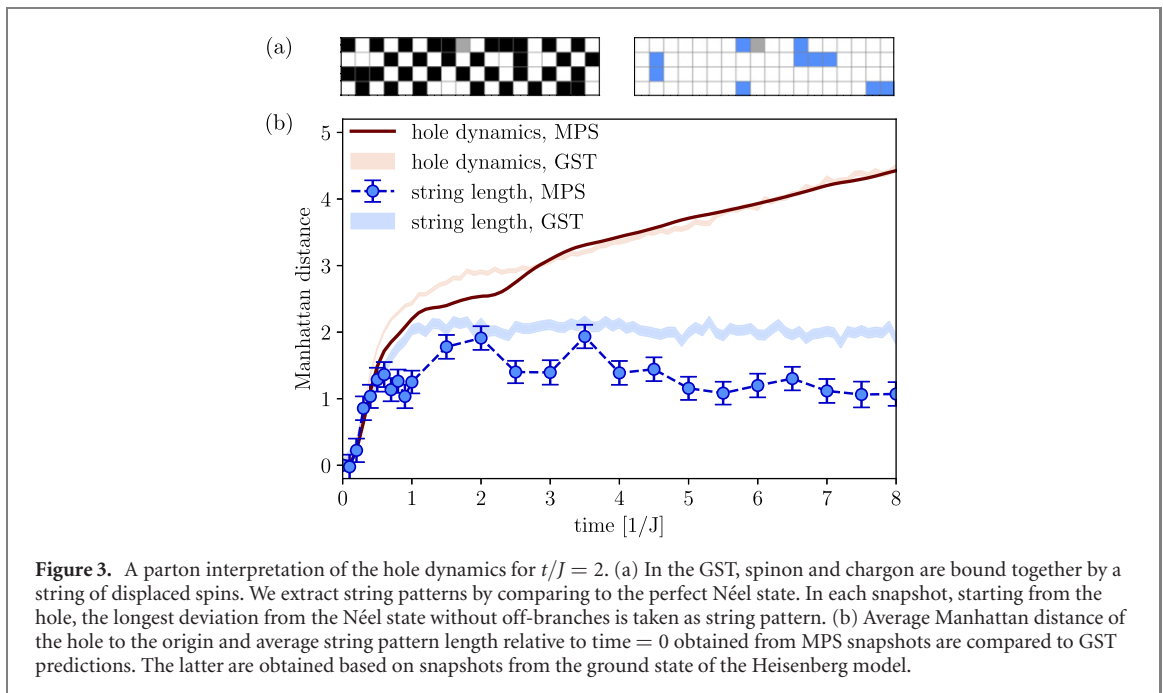 (a)
(b)
hole dynamics, MPS
hole dynamics, GST
string length, MPS
string length, GST
Manhattan distance
5
4
3
2
1
0
0 1 2 3 4 5 6 7 8
time [1/J]
Figure 3. A parton interpretation of the hole dynamics for t/J = 2. (a) In the GST, spinon and chargon are bound together by a
string of displaced spins. We extract string patterns by comparing to the perfect Néel state. In each snapshot, starting from the
hole, the longest deviation from the Néel state without off-branches is taken as string pattern. (b) Average Manhattan distance of
the hole to the origin and average string pattern length relative to time = 0 obtained from MPS snapshots are compared to GST
predictions. The latter are obtained based on snapshots from the ground state of the Heisenberg model.